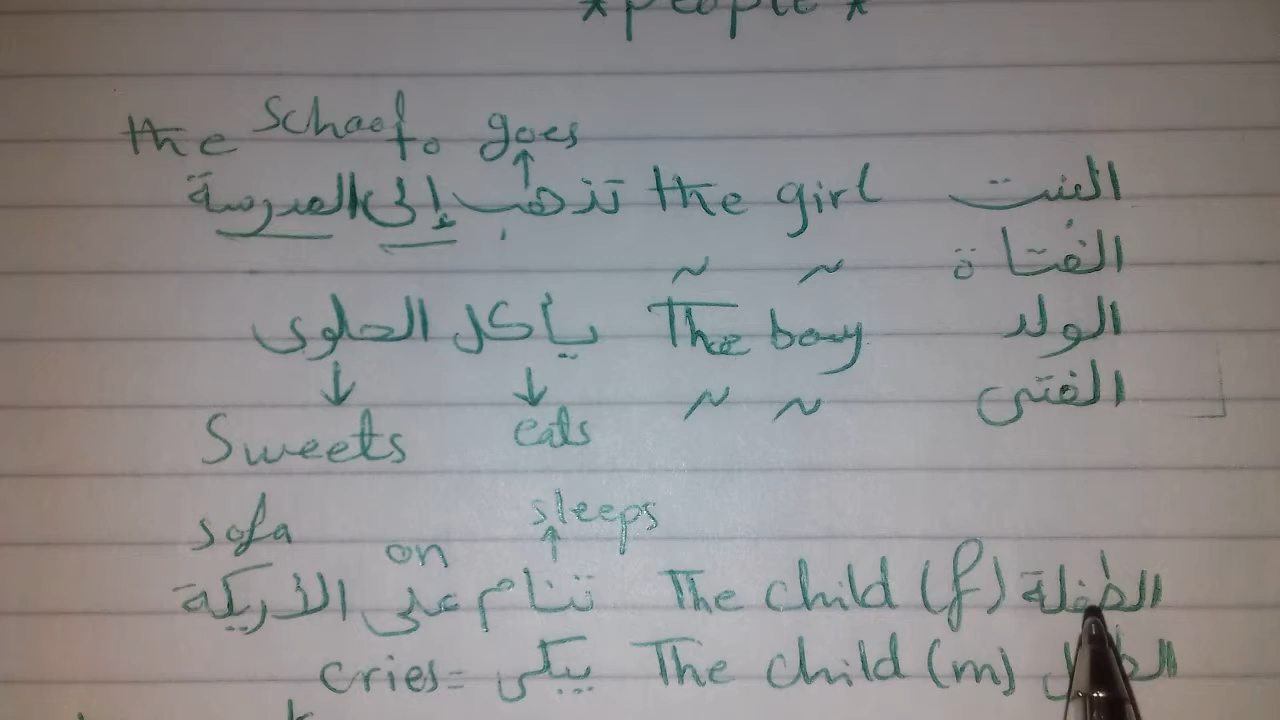 *people*
the School to goes
البنت the girl تذهب إلى المدرسة
الفتاة ~ ~
الولد The boy يأكل الحلوى
الفتى ~ ~
Sweets eats
sofa on sleeps
الطفلة The child (f) تنام على الأريكة
The child (m) يبكي = cries